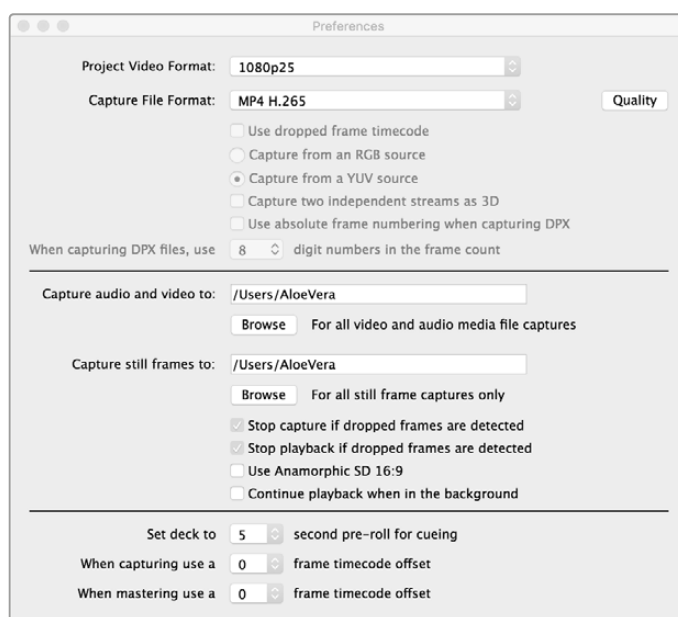 Preferences
Project Video Format: 1080p25
Capture File Format: MP4 H.265 Quality
Use dropped frame timecode
Capture from an RGB source
Capture from a YUV source
Capture two independent streams as 3D
Use absolute frame numbering when capturing DPX
When capturing DPX files, use 8 digit numbers in the frame count
Capture audio and video to: /Users/AloeVera
Browse For all video and audio media file captures
Capture still frames to: /Users/AloeVera
Browse For all still frame captures only
Stop capture if dropped frames are detected
Stop playback if dropped frames are detected
Use Anamorphic SD 16:9
Continue playback when in the background
Set deck to 5 second pre-roll for cueing
When capturing use a 0 frame timecode offset
When mastering use a 0 frame timecode offset